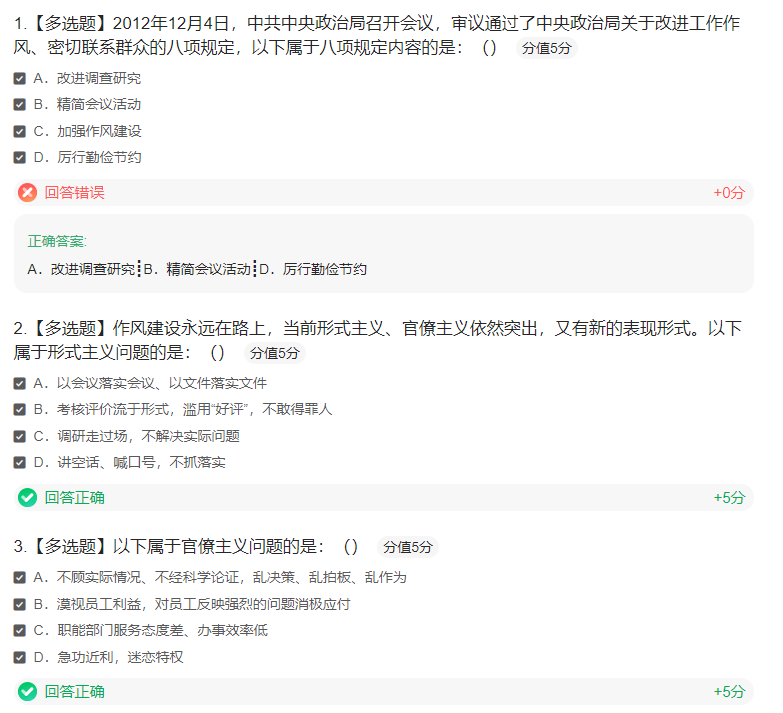 1.【多选题】2012年12月4日，中共中央政治局召开会议，审议通过了中央政治局关于改进工作作
风、密切联系群众的八项规定，以下属于八项规定内容的是：（） 分值5分
A. 改进调查研究
B. 精简会议活动
C. 加强作风建设
D. 厉行勤俭节约
回答错误 +0分
正确答案:
A. 改进调查研究┋B. 精简会议活动┋D. 厉行勤俭节约
2.【多选题】作风建设永远在路上，当前形式主义、官僚主义依然突出，又有新的表现形式。以下
属于形式主义问题的是：（） 分值5分
A. 以会议落实会议、以文件落实文件
B. 考核评价流于形式，滥用“好评”，不敢得罪人
C. 调研走过场，不解决实际问题
D. 讲空话、喊口号，不抓落实
回答正确 +5分
3.【多选题】以下属于官僚主义问题的是：（） 分值5分
A. 不顾实际情况、不经科学论证，乱决策、乱拍板、乱作为
B. 漠视员工利益，对员工反映强烈的问题消极应付
C. 职能部门服务态度差、办事效率低
D. 急功近利，迷恋特权
回答正确 +5分